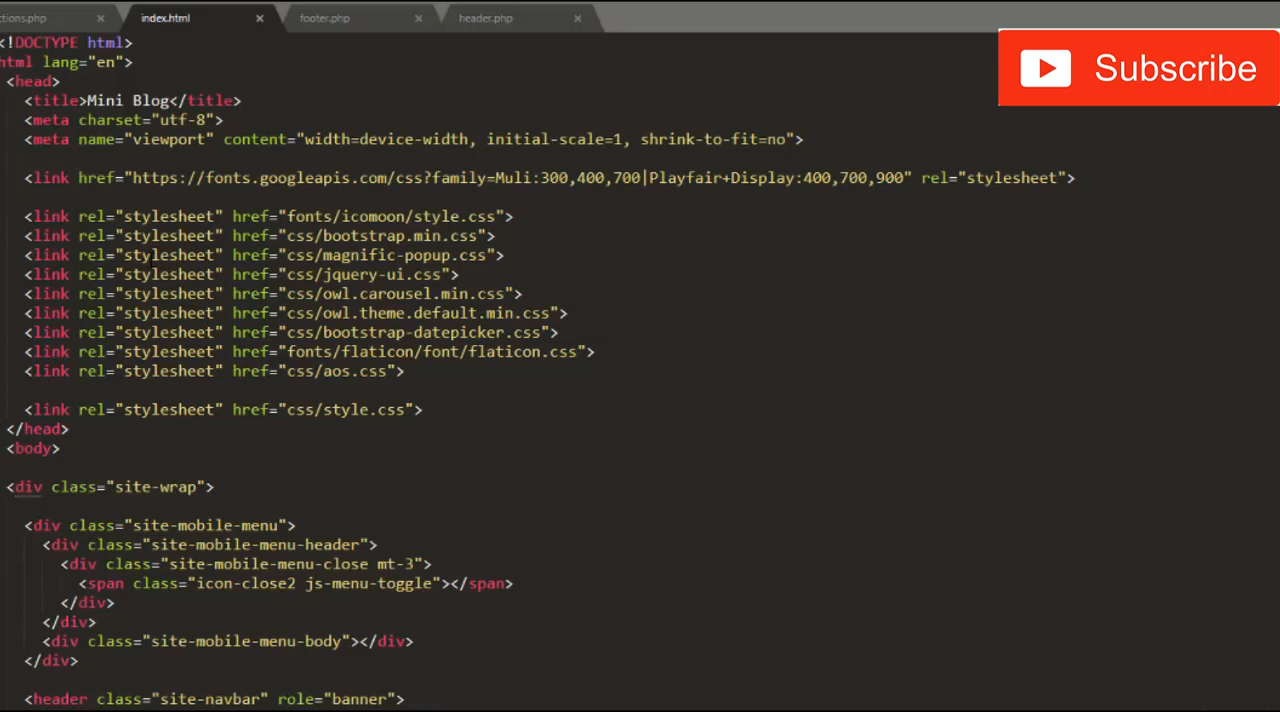 ctions.php × index.html × footer.php × header.php ×
Subscribe
<!DOCTYPE html>
html lang="en">
<head>
<title>Mini Blog</title>
<meta charset="utf-8">
<meta name="viewport" content="width=device-width, initial-scale=1, shrink-to-fit=no">
<link href="https://fonts.googleapis.com/css?family=Muli:300,400,700|Playfair+Display:400,700,900" rel="stylesheet">
<link rel="stylesheet" href="fonts/icomoon/style.css">
<link rel="stylesheet" href="css/bootstrap.min.css">
<link rel="stylesheet" href="css/magnific-popup.css">
<link rel="stylesheet" href="css/jquery-ui.css">
<link rel="stylesheet" href="css/owl.carousel.min.css">
<link rel="stylesheet" href="css/owl.theme.default.min.css">
<link rel="stylesheet" href="css/bootstrap-datepicker.css">
<link rel="stylesheet" href="fonts/flaticon/font/flaticon.css">
<link rel="stylesheet" href="css/aos.css">
<link rel="stylesheet" href="css/style.css">
</head>
<body>
<div class="site-wrap">
<div class="site-mobile-menu">
<div class="site-mobile-menu-header">
<div class="site-mobile-menu-close mt-3">
<span class="icon-close2 js-menu-toggle"></span>
</div>
</div>
<div class="site-mobile-menu-body"></div>
</div>
<header class="site-navbar" role="banner">